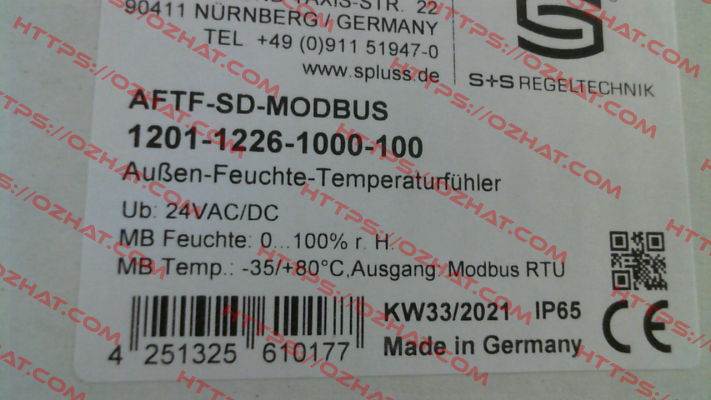 90411 NÜRNBERG / GERMANY
TEL +49 (0)911 51947-0
www.spluss.de
S+S REGELTECHNIK
AFTF-SD-MODBUS
1201-1226-1000-100
Außen-Feuchte-Temperaturfühler
Ub: 24VAC/DC
MB Feuchte: 0...100% r. H.
MB Temp.: -35/+80°C,Ausgang: Modbus RTU
KW33/2021 IP65
Made in Germany
CE
4 251325 610177
HTTPS://OZHAT.COM